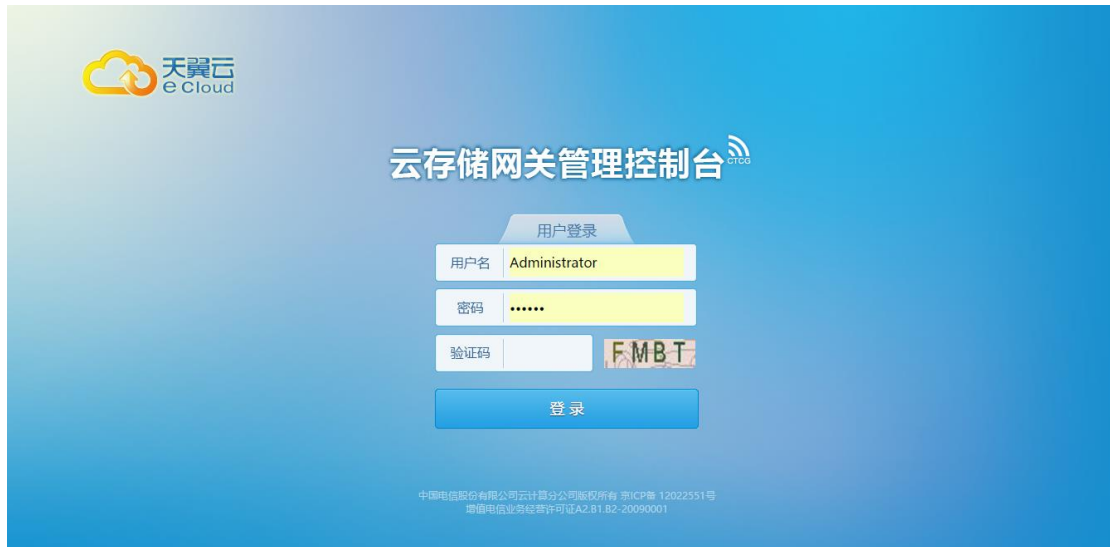 天翼云
e Cloud
云存储网关管理控制台
CTCG
用户登录
用户名 Administrator
密码 ••••••
验证码 FMBT
登 录
中国电信股份有限公司云计算分公司版权所有 京ICP备 12022551号
增值电信业务经营许可证A2.B1.B2-20090001